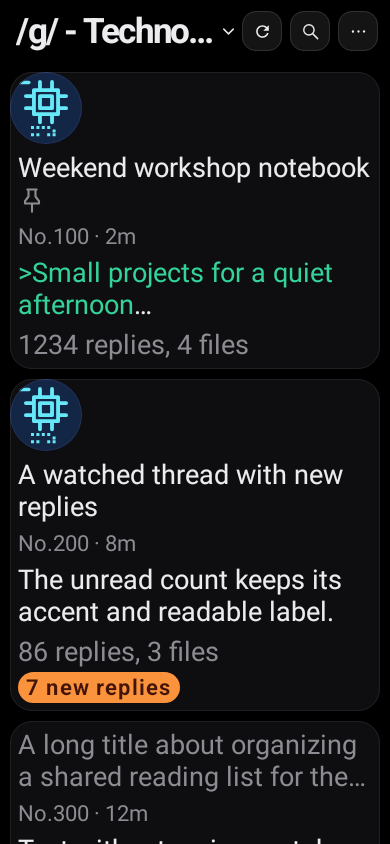 /g/ - Techno...
Weekend workshop notebook
No.100 · 2m
>Small projects for a quiet
afternoon...
1234 replies, 4 files
A watched thread with new
replies
No.200 · 8m
The unread count keeps its
accent and readable label.
86 replies, 3 files
7 new replies
A long title about organizing
a shared reading list for the...
No.300 · 12m